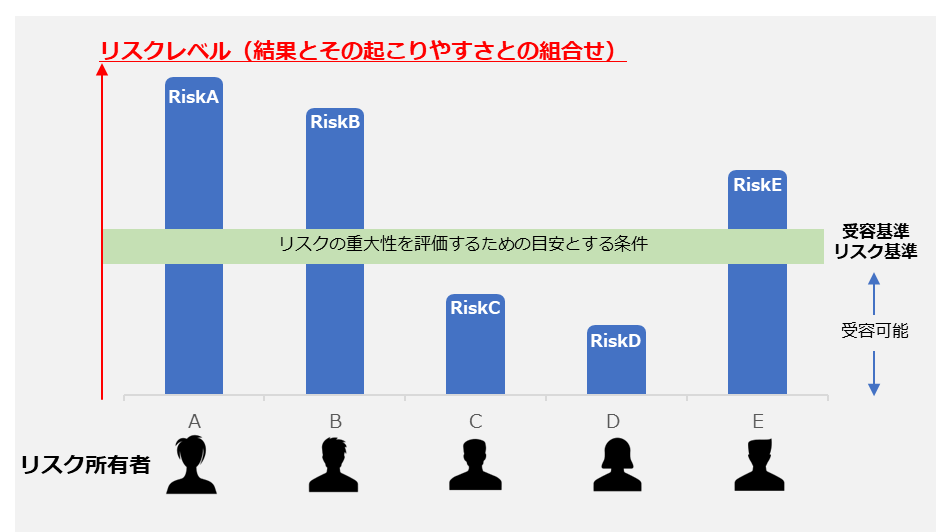 リスクレベル（結果とその起こりやすさとの組合せ）
RiskA
RiskB
RiskE
リスクの重大性を評価するための目安とする条件
受容基準
リスク基準
RiskC
受容可能
RiskD
A B C D E
リスク所有者